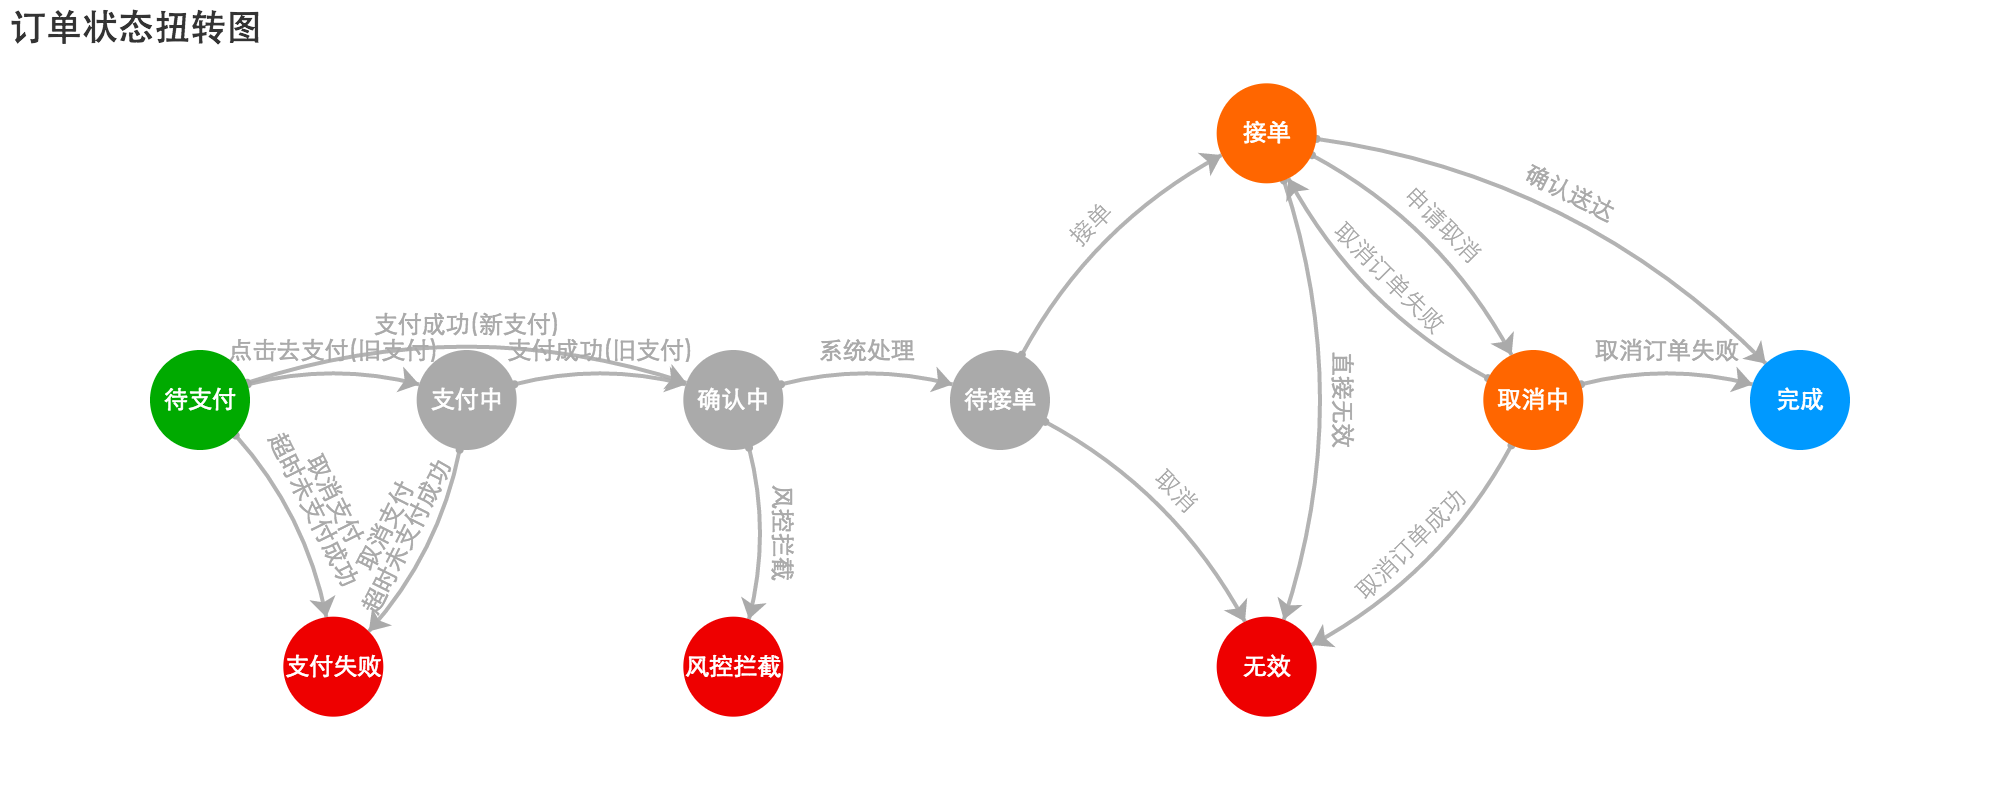 订单状态扭转图
接单
确认送达
申请取消
接单
取消订单失败
支付成功(新支付)
点击去支付(旧支付)
支付成功(旧支付)
系统处理
直接无效
取消订单失败
待支付
支付中
确认中
待接单
取消中
完成
取消支付
超时未支付成功
取消支付
超时未支付成功
风控拦截
取消
取消订单成功
支付失败
风控拦截
无效